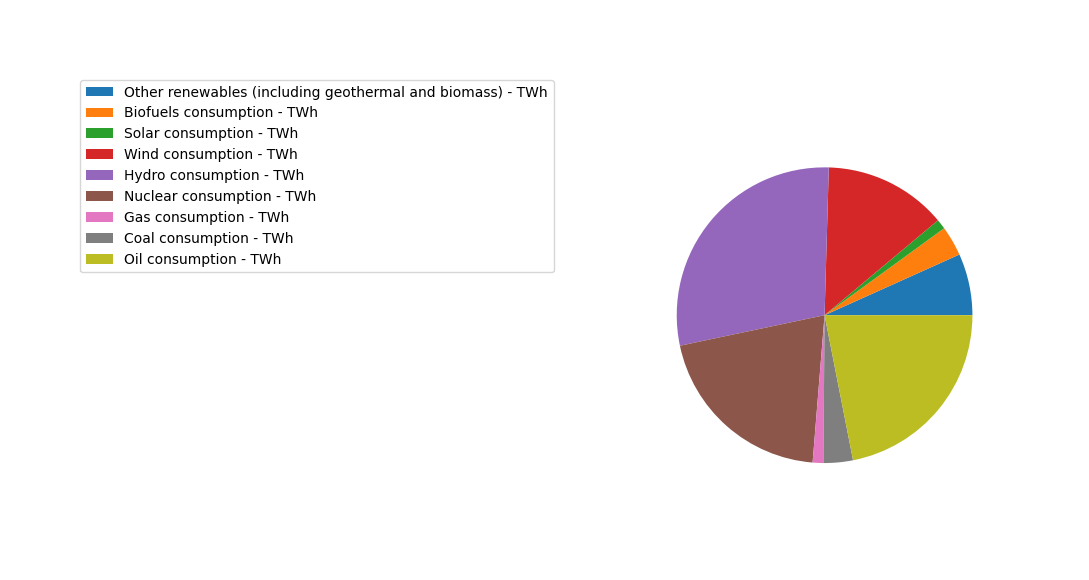 Other renewables (including geothermal and biomass) - TWh
Biofuels consumption - TWh
Solar consumption - TWh
Wind consumption - TWh
Hydro consumption - TWh
Nuclear consumption - TWh
Gas consumption - TWh
Coal consumption - TWh
Oil consumption - TWh